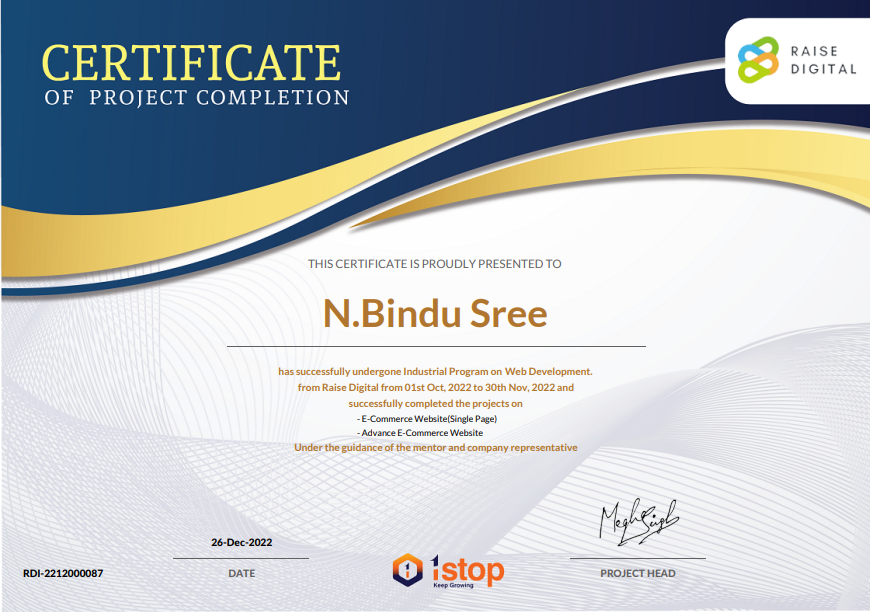 CERTIFICATE
OF PROJECT COMPLETION
RAISE
DIGITAL
THIS CERTIFICATE IS PROUDLY PRESENTED TO
N.Bindu Sree
has successfully undergone Industrial Program on Web Development.
from Raise Digital from 01st Oct, 2022 to 30th Nov, 2022 and
successfully completed the projects on
- E-Commerce Website(Single Page)
- Advance E-Commerce Website
Under the guidance of the mentor and company representative
26-Dec-2022
RDI-2212000087
DATE
1stop
Keep Growing
PROJECT HEAD